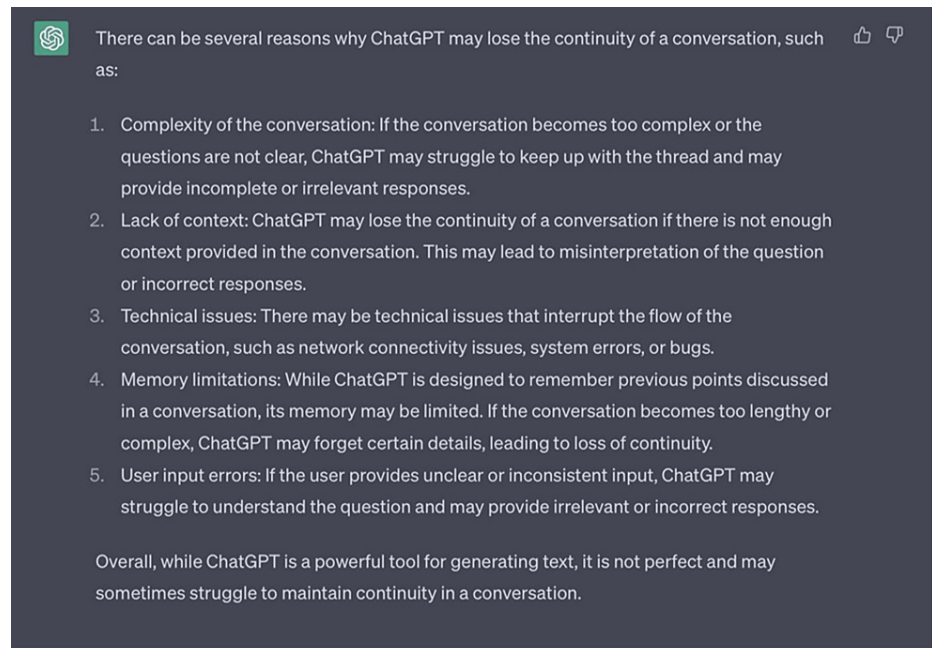 There can be several reasons why ChatGPT may lose the continuity of a conversation, such
as:
1. Complexity of the conversation: If the conversation becomes too complex or the
questions are not clear, ChatGPT may struggle to keep up with the thread and may
provide incomplete or irrelevant responses.
2. Lack of context: ChatGPT may lose the continuity of a conversation if there is not enough
context provided in the conversation. This may lead to misinterpretation of the question
or incorrect responses.
3. Technical issues: There may be technical issues that interrupt the flow of the
conversation, such as network connectivity issues, system errors, or bugs.
4. Memory limitations: While ChatGPT is designed to remember previous points discussed
in a conversation, its memory may be limited. If the conversation becomes too lengthy or
complex, ChatGPT may forget certain details, leading to loss of continuity.
5. User input errors: If the user provides unclear or inconsistent input, ChatGPT may
struggle to understand the question and may provide irrelevant or incorrect responses.
Overall, while ChatGPT is a powerful tool for generating text, it is not perfect and may
sometimes struggle to maintain continuity in a conversation.